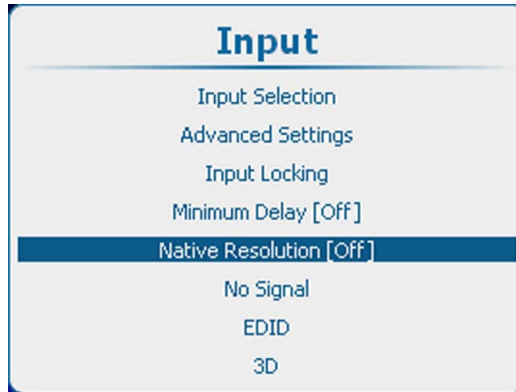 Input
Input Selection
Advanced Settings
Input Locking
Minimum Delay [Off]
Native Resolution [Off]
No Signal
EDID
3D